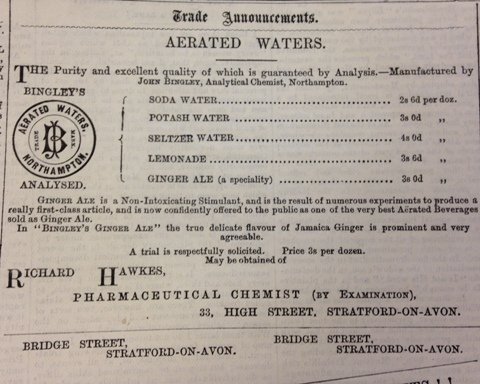 Trade Announcements.
AERATED WATERS.
THE Purity and excellent quality of which is guaranteed by Analysis.—Manufactured by
JOHN BINGLEY, Analytical Chemist, Northampton.
BINGLEY'S
AERATED WATERS.
TRADE MARK.
JB
NORTHAMPTON.
ANALYSED.
SODA WATER 2s 6d per doz.
POTASH WATER 3s 0d „
SELTZER WATER 4s 0d „
LEMONADE 3s 6d „
GINGER ALE (a speciality) 3s 0d „
GINGER ALE is a Non-Intoxicating Stimulant, and is the result of numerous experiments to produce a
really first-class article, and is now confidently offered to the public as one of the very best Aërated Beverages
sold as Ginger Ale.
In "BINGLEY'S GINGER ALE" the true delicate flavour of Jamaica Ginger is prominent and very
agreeable.
A trial is respectfully solicited. Price 3s per dozen.
May be obtained of
RICHARD HAWKES,
PHARMACEUTICAL CHEMIST (BY EXAMINATION),
33, HIGH STREET, STRATFORD-ON-AVON.
BRIDGE STREET,
STRATFORD-ON-AVON.
BRIDGE STREET,
STRATFORD-ON-AVON.